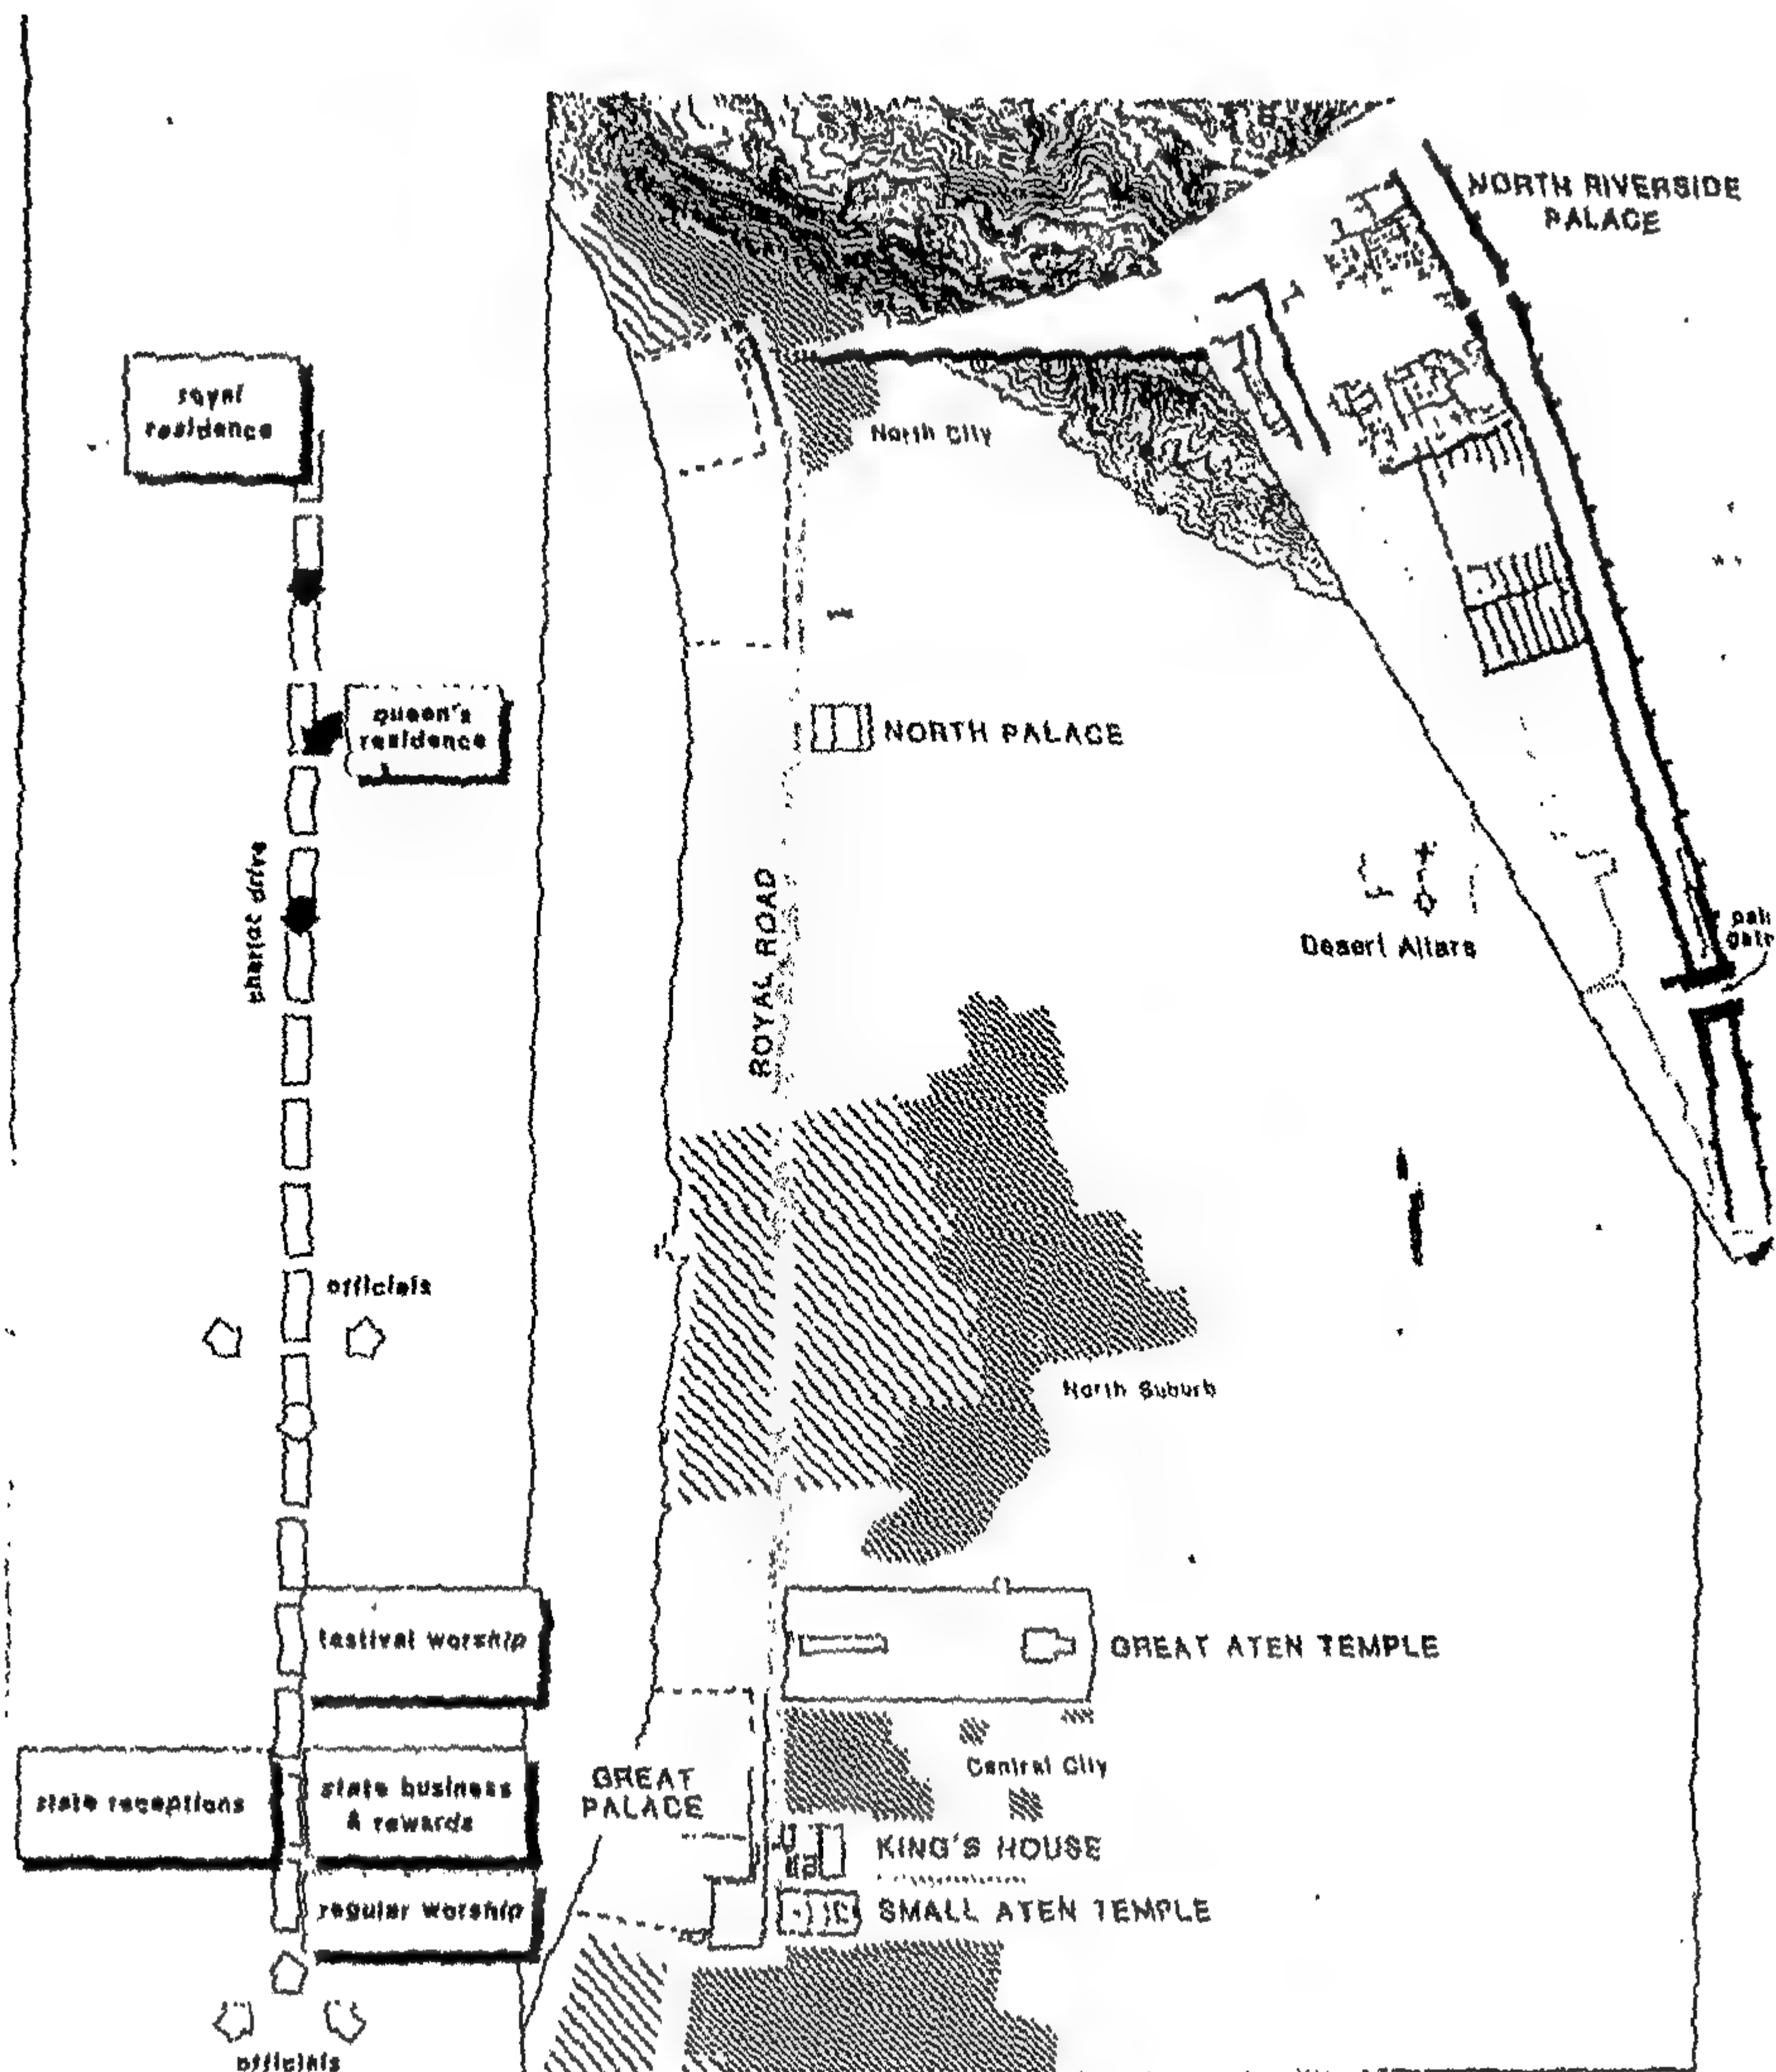 NORTH RIVERSIDE
PALACE
royal
residence
North City
queen's
residence
NORTH PALACE
chariot drive
ROYAL ROAD
Desert Altars
officials
North Suburb
festival worship
GREAT ATEN TEMPLE
Central City
state receptions
state business
& rewards
GREAT
PALACE
KING'S HOUSE
regular worship
SMALL ATEN TEMPLE
officials